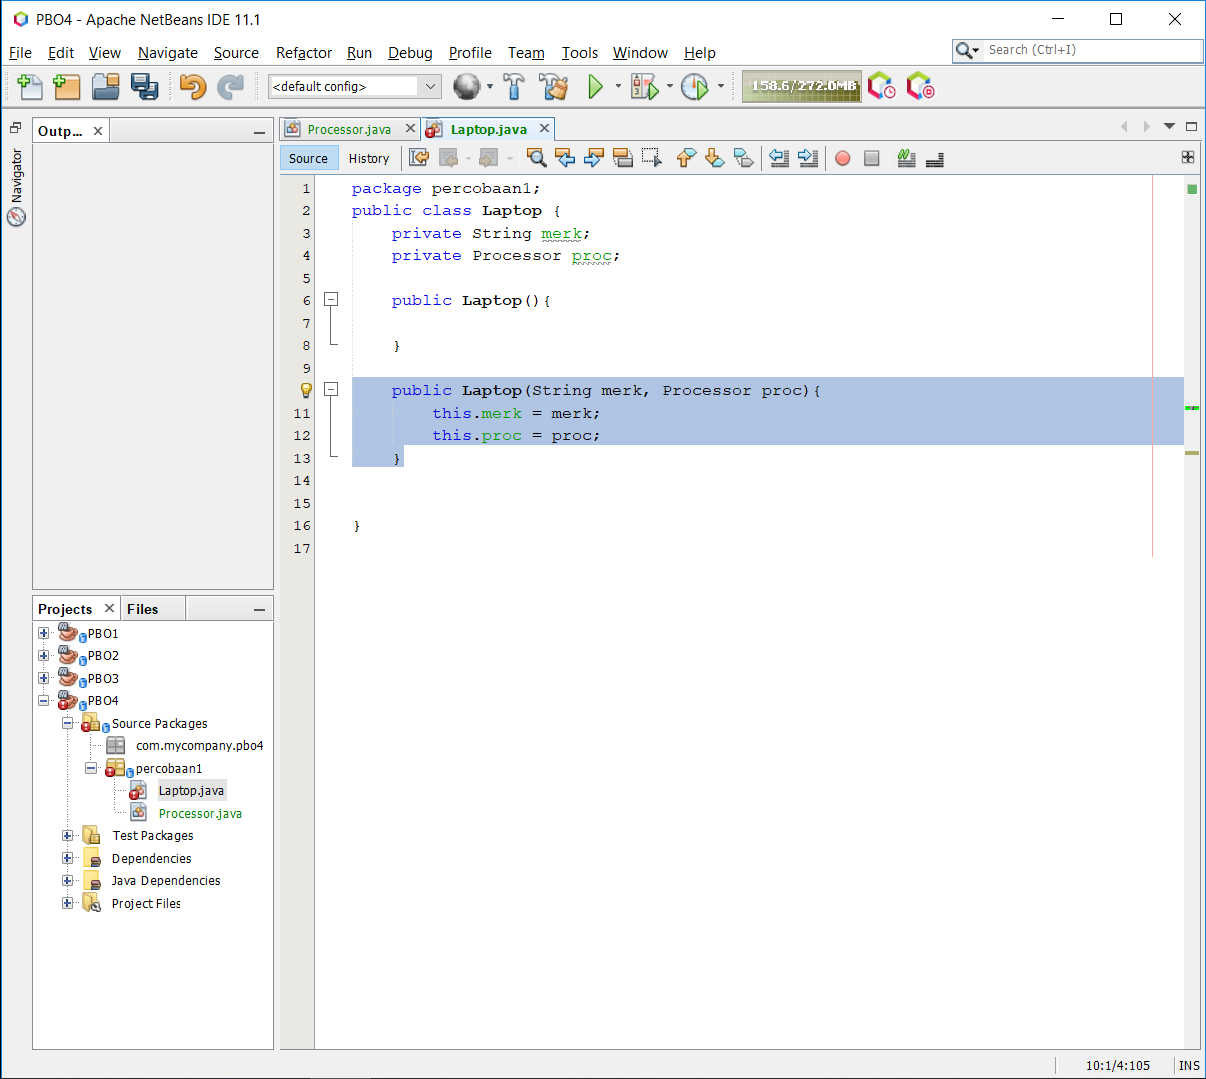 PBO4 - Apache NetBeans IDE 11.1
File Edit View Navigate Source Refactor Run Debug Profile Team Tools Window Help
Search (Ctrl+I)
<default config>
158.6/272.0MB
Outp...
Navigator
Processor.java
Laptop.java
Source History
1 package percobaan1;
2 public class Laptop {
3 private String merk;
4 private Processor proc;
5
6 public Laptop(){
7
8 }
9
public Laptop(String merk, Processor proc){
11 this.merk = merk;
12 this.proc = proc;
13 }
14
15
16 }
17
Projects Files
PBO1
PBO2
PBO3
PBO4
Source Packages
com.mycompany.pbo4
percobaan1
Laptop.java
Processor.java
Test Packages
Dependencies
Java Dependencies
Project Files
10:1/4:105 INS